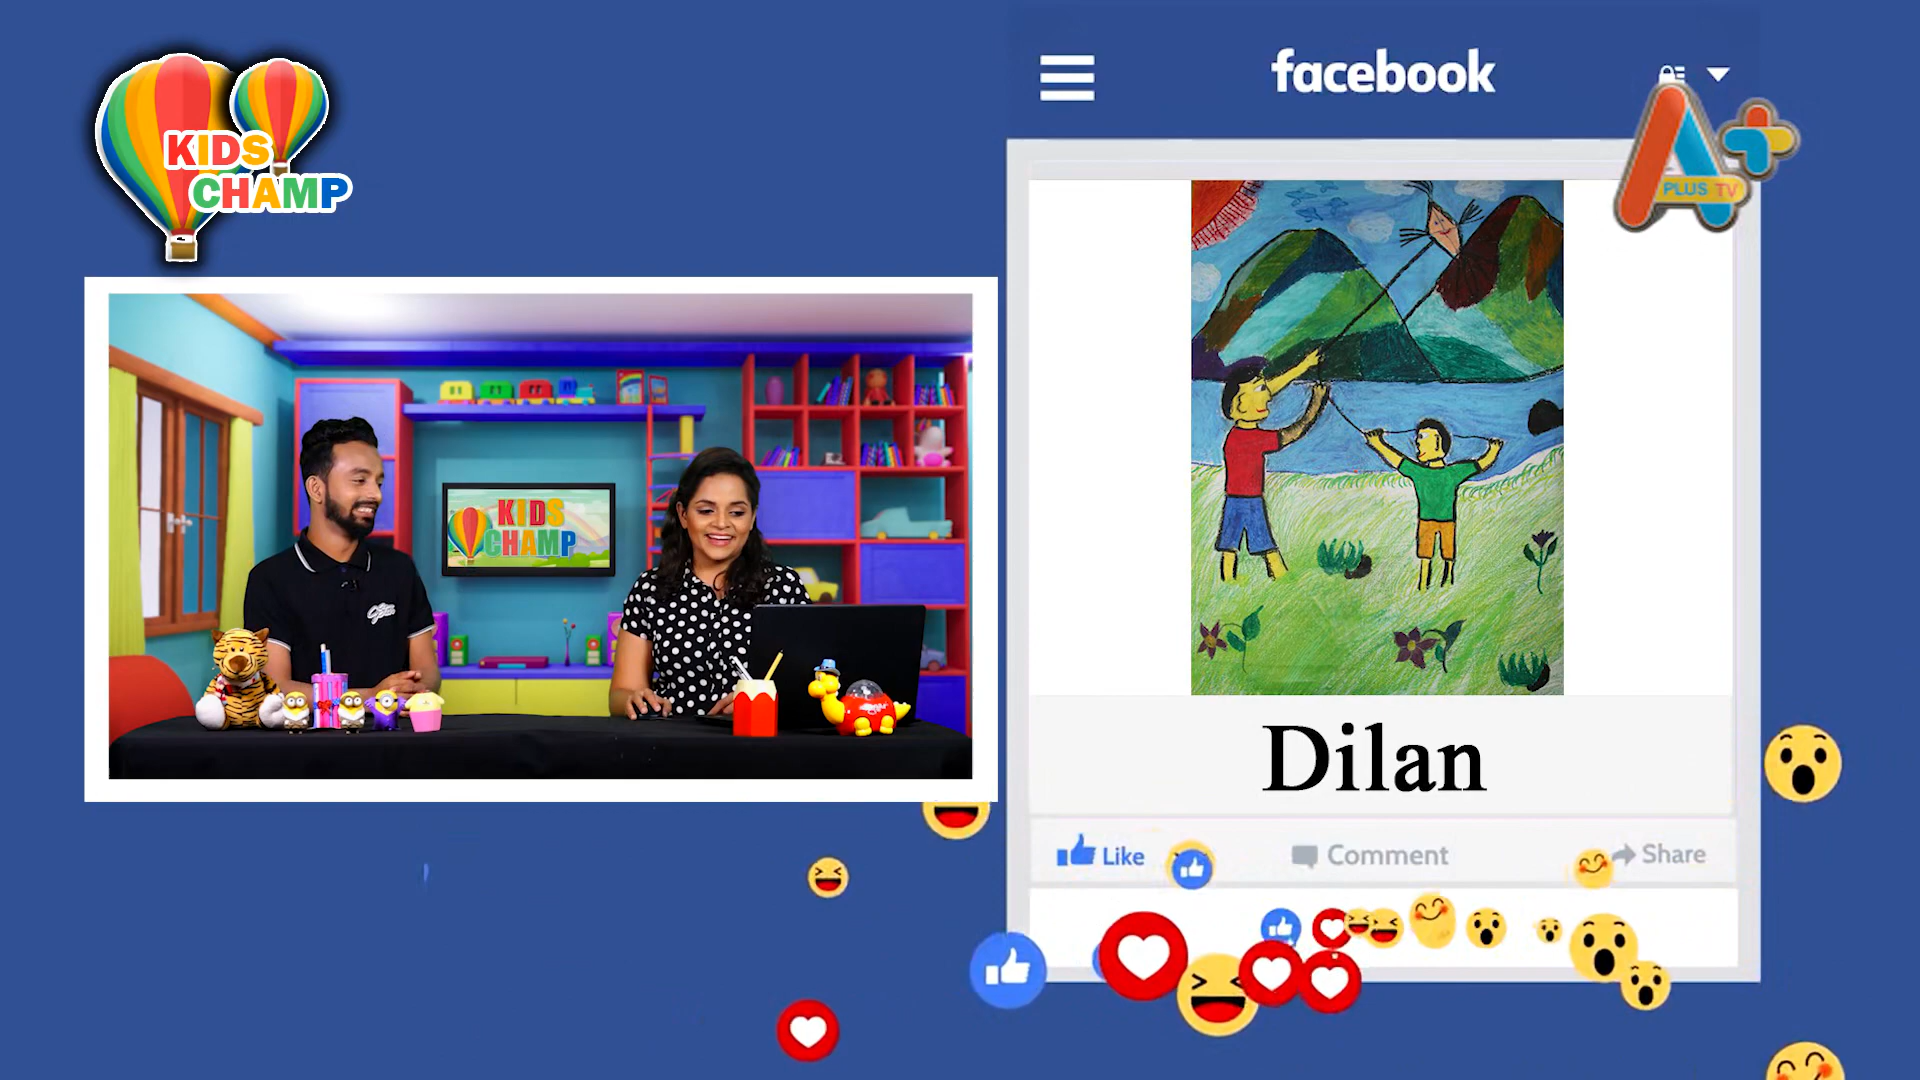 KIDS
CHAMP
KIDS
CHAMP
facebook
A+
PLUS TV
Dilan
Like
Comment
Share